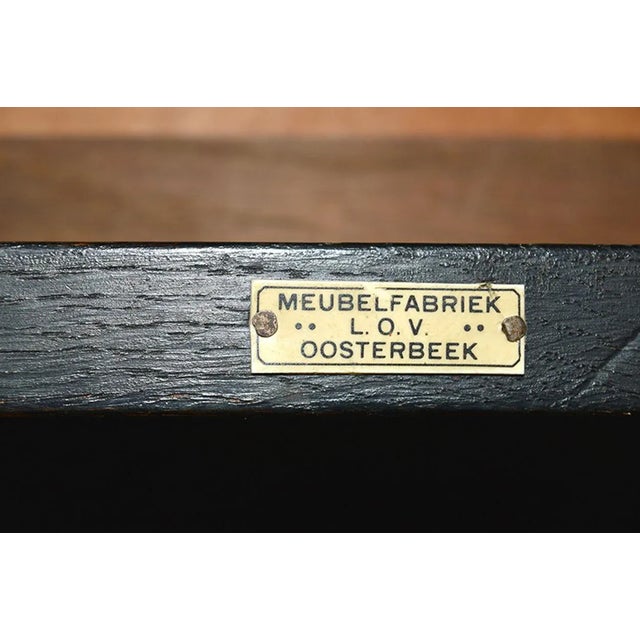 MEUBELFABRIEK
•• L.O.V. ••
OOSTERBEEK